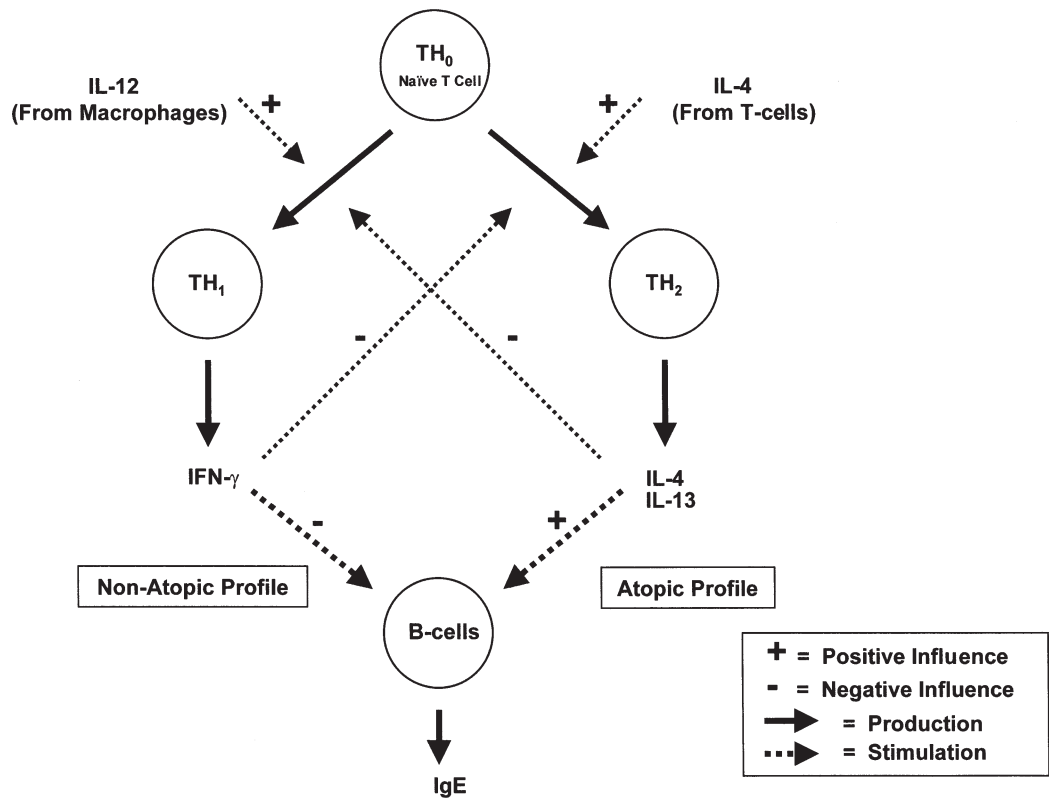 TH₀
Naïve T Cell
IL-12
(From Macrophages)
+
+
IL-4
(From T-cells)
TH₁
TH₂
-
-
IFN-γ
IL-4
IL-13
-
+
Non-Atopic Profile
Atopic Profile
B-cells
IgE
+ = Positive Influence
- = Negative Influence
= Production
= Stimulation